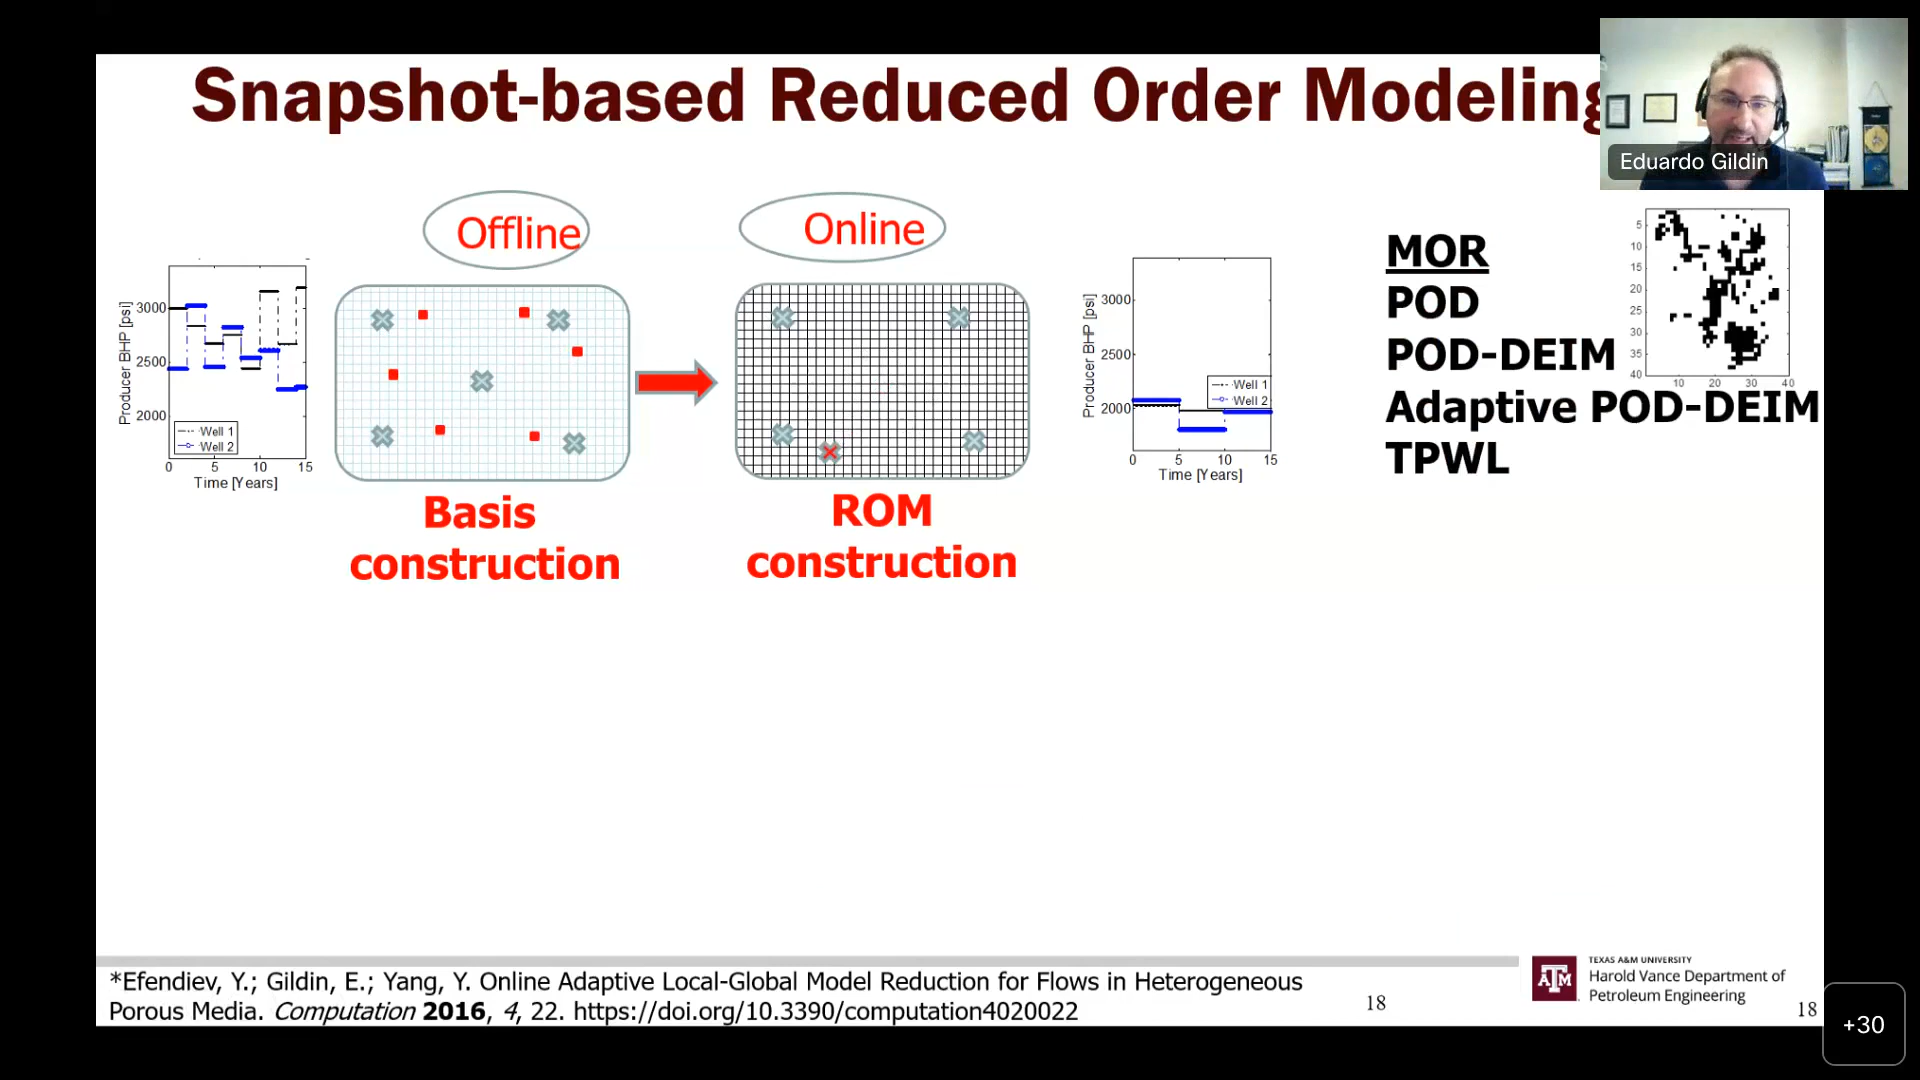 Snapshot-based Reduced Order Modeling
Eduardo Gildin
Offline
Online
Producer BHP [psi]
3000
2500
2000
Well 1
Well 2
0 5 10 15
Time [Years]
Basis
construction
ROM
construction
Producer BHP [psi]
3000
2500
2000
Well 1
Well 2
0 5 10 15
Time [Years]
MOR
POD
POD-DEIM
Adaptive POD-DEIM
TPWL
5
10
15
20
25
30
35
40
10 20 30 40
*Efendiev, Y.; Gildin, E.; Yang, Y. Online Adaptive Local-Global Model Reduction for Flows in Heterogeneous
Porous Media. Computation 2016, 4, 22. https://doi.org/10.3390/computation4020022
18
ATM
TEXAS A&M UNIVERSITY
Harold Vance Department of
Petroleum Engineering
18
+30